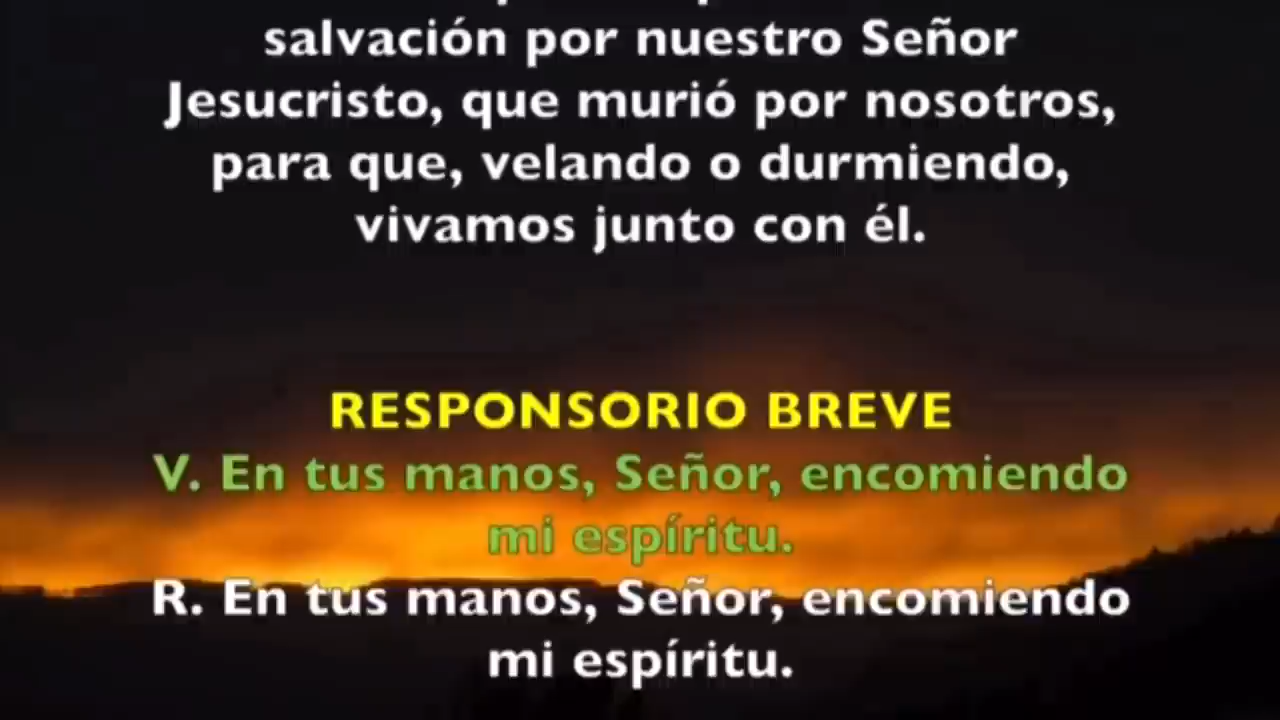 salvación por nuestro Señor
Jesucristo, que murió por nosotros,
para que, velando o durmiendo,
vivamos junto con él.
RESPONSORIO BREVE
V. En tus manos, Señor, encomiendo
mi espíritu.
R. En tus manos, Señor, encomiendo
mi espíritu.